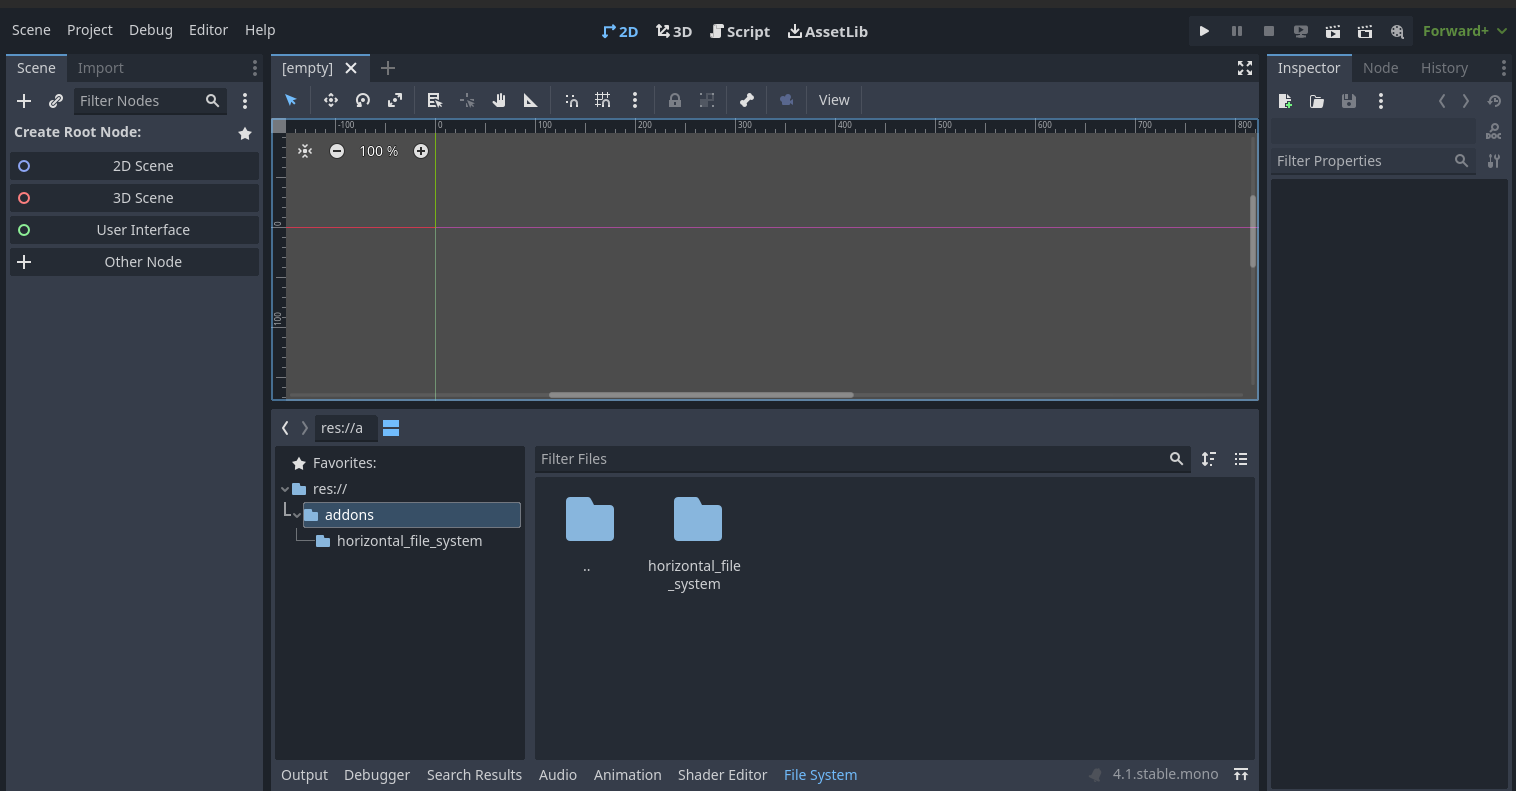 Scene Project Debug Editor Help 2D 3D Script AssetLib Forward+
Scene Import
[empty]
Inspector Node History
Filter Nodes
View
Create Root Node:
2D Scene
3D Scene
User Interface
Other Node
-100 0 100 200 300 400 500 600 700 800
100 %
0
100
Filter Properties
DOC
res://a
Favorites:
res://
addons
horizontal_file_system
Filter Files
..
horizontal_file
_system
Output Debugger Search Results Audio Animation Shader Editor File System 4.1.stable.mono